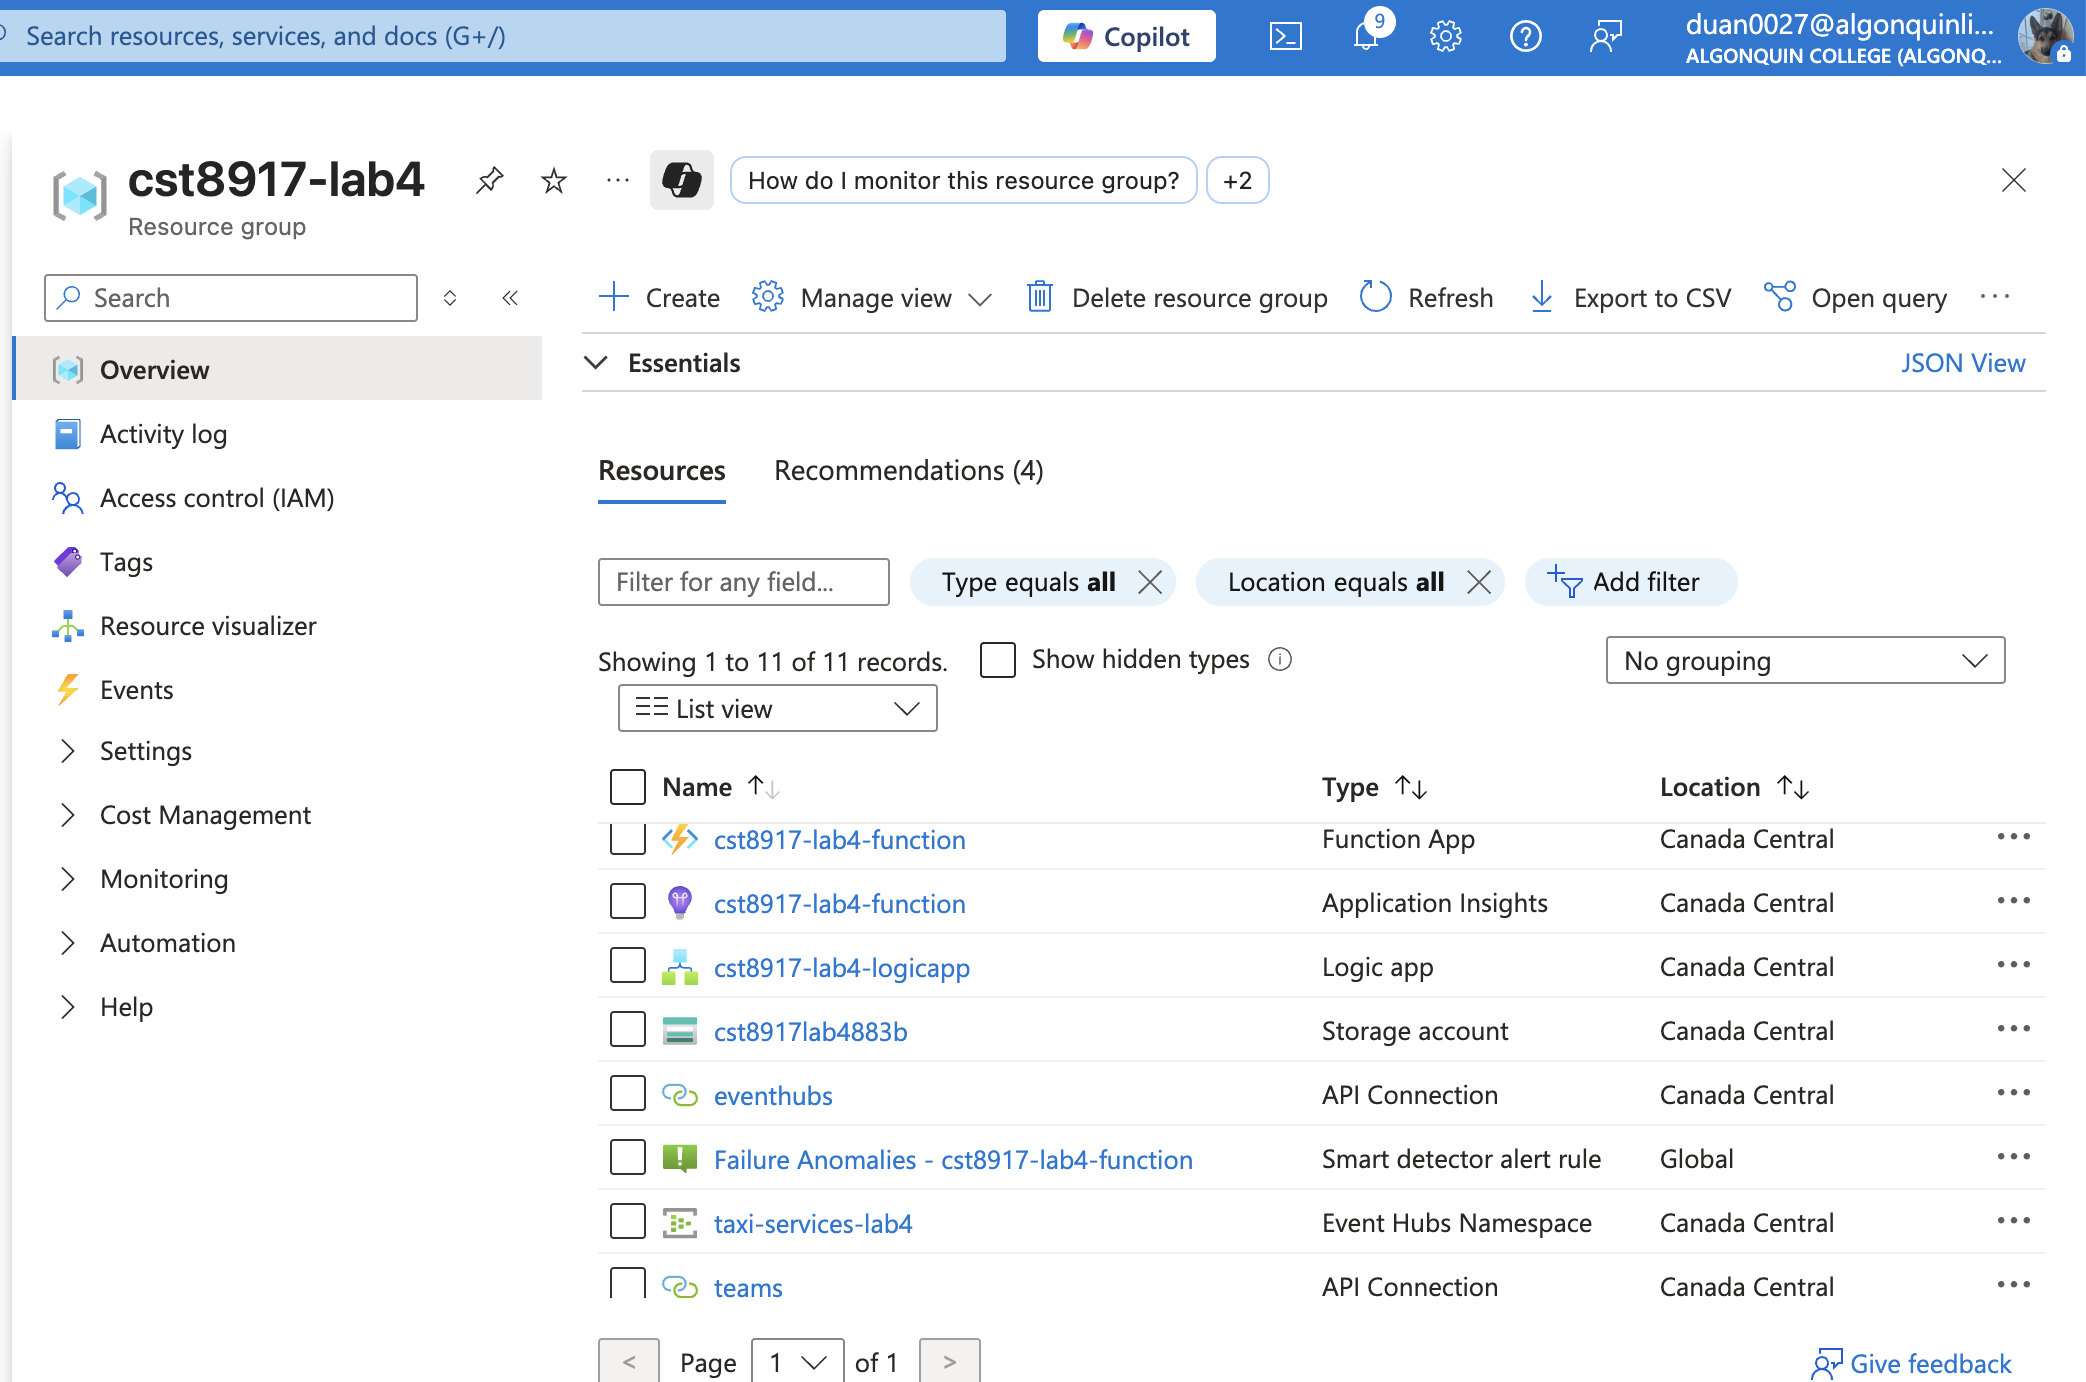 Search resources, services, and docs (G+/)
Copilot
9
duan0027@algonquinli...
ALGONQUIN COLLEGE (ALGONQ...
cst8917-lab4
Resource group
How do I monitor this resource group?
+2
Search
Create
Manage view
Delete resource group
Refresh
Export to CSV
Open query
Overview
Activity log
Access control (IAM)
Tags
Resource visualizer
Events
Settings
Cost Management
Monitoring
Automation
Help
Essentials
JSON View
Resources
Recommendations (4)
Filter for any field...
Type equals all
Location equals all
Add filter
Showing 1 to 11 of 11 records.
Show hidden types
No grouping
List view
Name Type Location
cst8917-lab4-function Function App Canada Central
cst8917-lab4-function Application Insights Canada Central
cst8917-lab4-logicapp Logic app Canada Central
cst8917lab4883b Storage account Canada Central
eventhubs API Connection Canada Central
Failure Anomalies - cst8917-lab4-function Smart detector alert rule Global
taxi-services-lab4 Event Hubs Namespace Canada Central
teams API Connection Canada Central
< Page 1 of 1 >
Give feedback